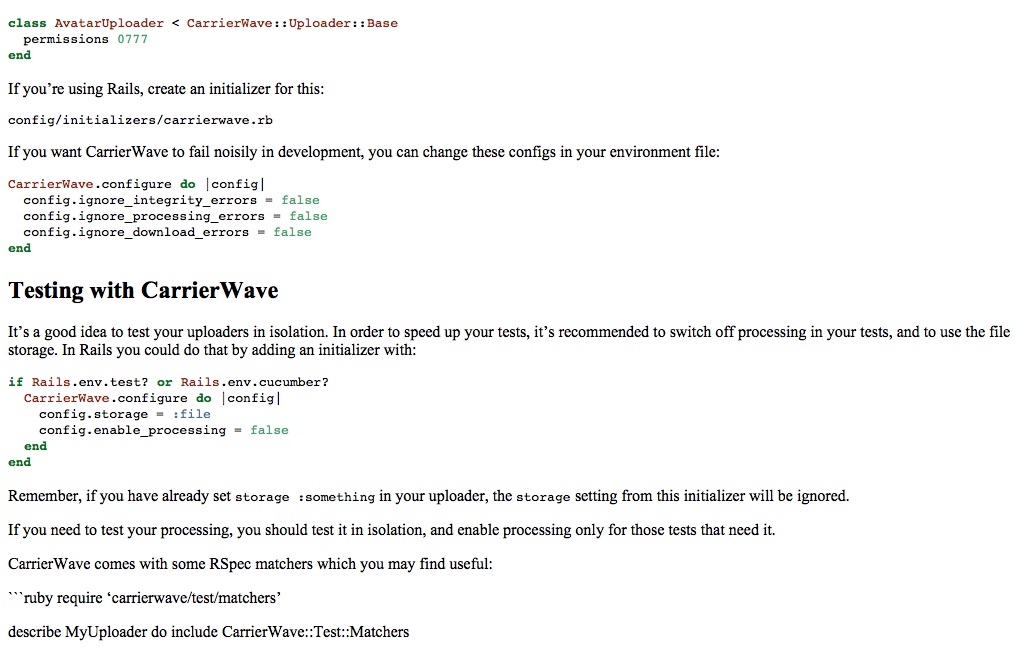 class AvatarUploader < CarrierWave::Uploader::Base
  permissions 0777
end
If you’re using Rails, create an initializer for this:
config/initializers/carrierwave.rb
If you want CarrierWave to fail noisily in development, you can change these configs in your environment file:
CarrierWave.configure do |config|
  config.ignore_integrity_errors = false
  config.ignore_processing_errors = false
  config.ignore_download_errors = false
end
Testing with CarrierWave
It’s a good idea to test your uploaders in isolation. In order to speed up your tests, it’s recommended to switch off processing in your tests, and to use the file
storage. In Rails you could do that by adding an initializer with:
if Rails.env.test? or Rails.env.cucumber?
  CarrierWave.configure do |config|
    config.storage = :file
    config.enable_processing = false
  end
end
Remember, if you have already set storage :something in your uploader, the storage setting from this initializer will be ignored.
If you need to test your processing, you should test it in isolation, and enable processing only for those tests that need it.
CarrierWave comes with some RSpec matchers which you may find useful:
```ruby require ‘carrierwave/test/matchers’
describe MyUploader do include CarrierWave::Test::Matchers